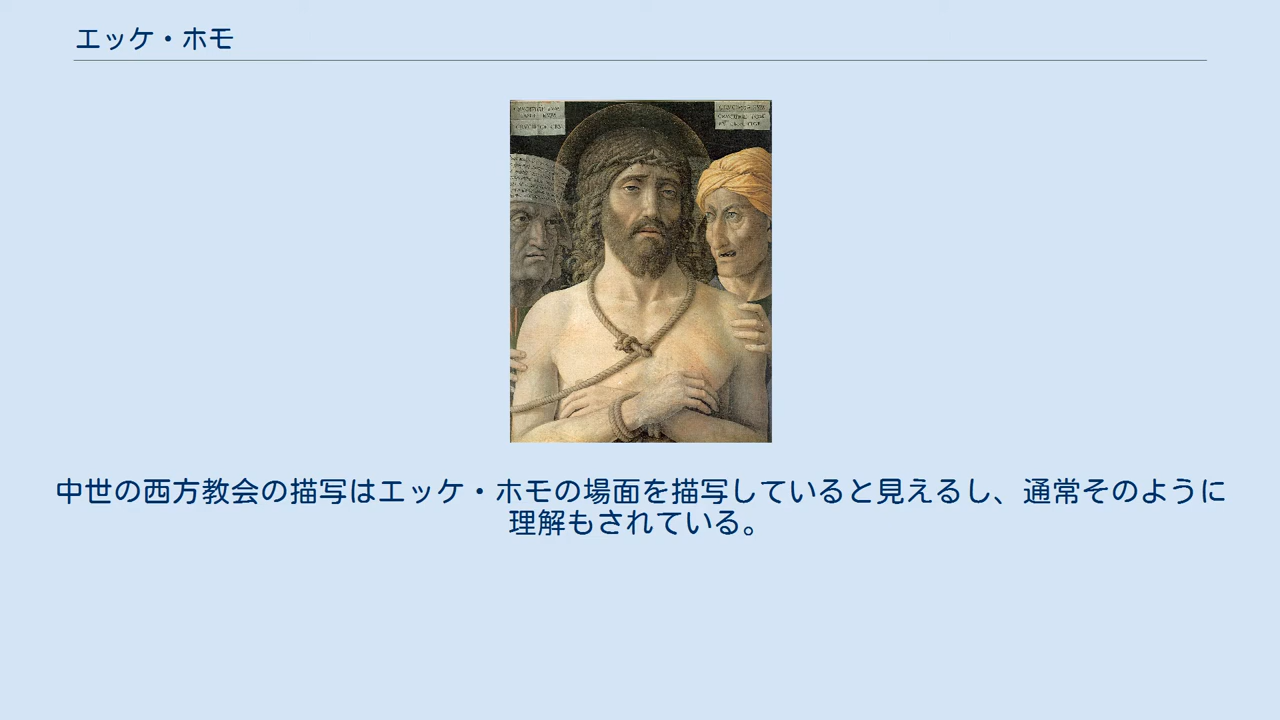 エッケ・ホモ
中世の西方教会の描写はエッケ・ホモの場面を描写していると見えるし、通常そのように
理解もされている。